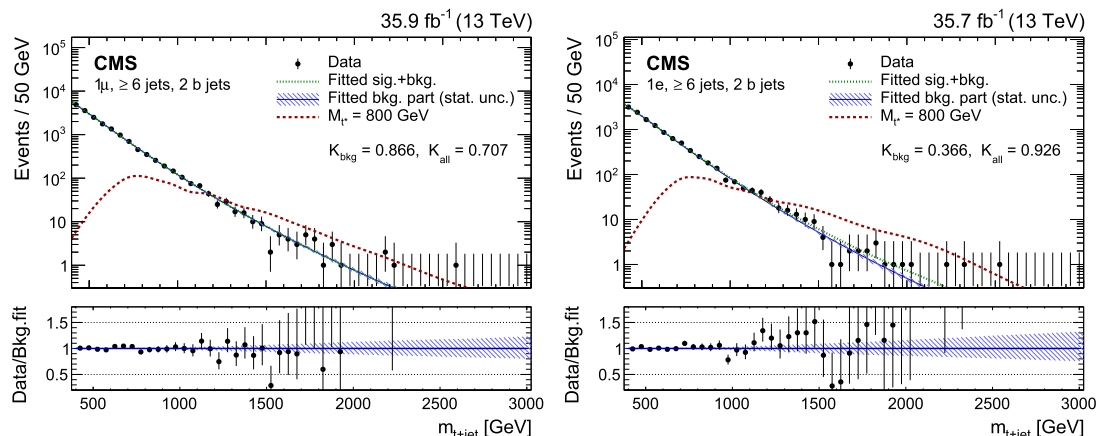 35.9 fb⁻¹ (13 TeV)
Events / 50 GeV
10⁵
10⁴
10³
10²
10
1
CMS
1μ, ≥ 6 jets, 2 b jets
Data
Fitted sig.+bkg.
Fitted bkg. part (stat. unc.)
M_t* = 800 GeV
K_bkg = 0.866, K_all = 0.707
Data/Bkg.fit
1.5
1
0.5
500 1000 1500 2000 2500 3000
m_t+jet [GeV]
35.7 fb⁻¹ (13 TeV)
Events / 50 GeV
10⁵
10⁴
10³
10²
10
1
CMS
1e, ≥ 6 jets, 2 b jets
Data
Fitted sig.+bkg.
Fitted bkg. part (stat. unc.)
M_t* = 800 GeV
K_bkg = 0.366, K_all = 0.926
Data/Bkg.fit
1.5
1
0.5
500 1000 1500 2000 2500 3000
m_t+jet [GeV]